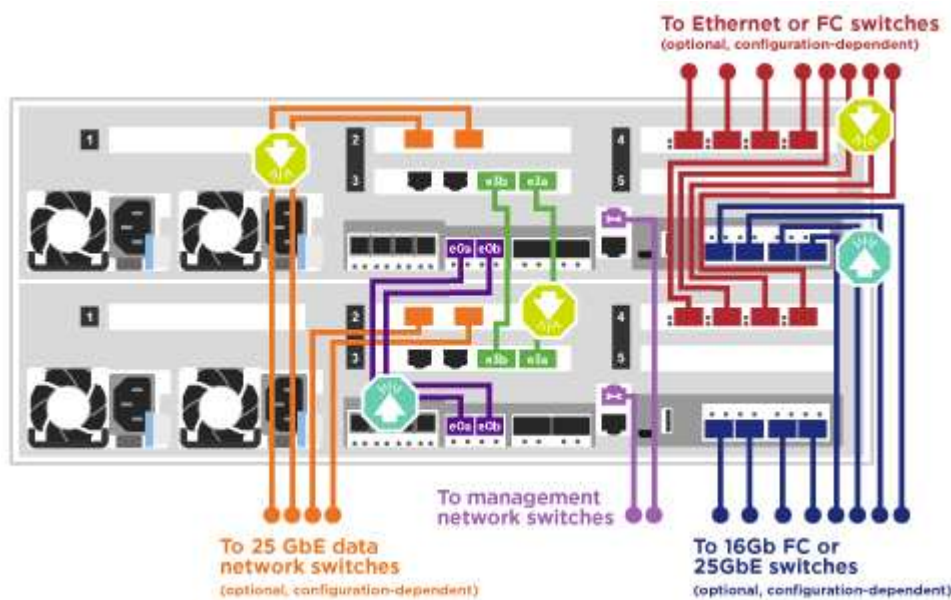 To Ethernet or FC switches
(optional, configuration-dependent)
1
2
4
3
e3b
e3a
5
e0a
e0b
1
2
4
3
e3b
e3a
5
e0a
e0b
To management
network switches
To 25 GbE data
network switches
(optional, configuration-dependent)
To 16Gb FC or
25GbE switches
(optional, configuration-dependent)